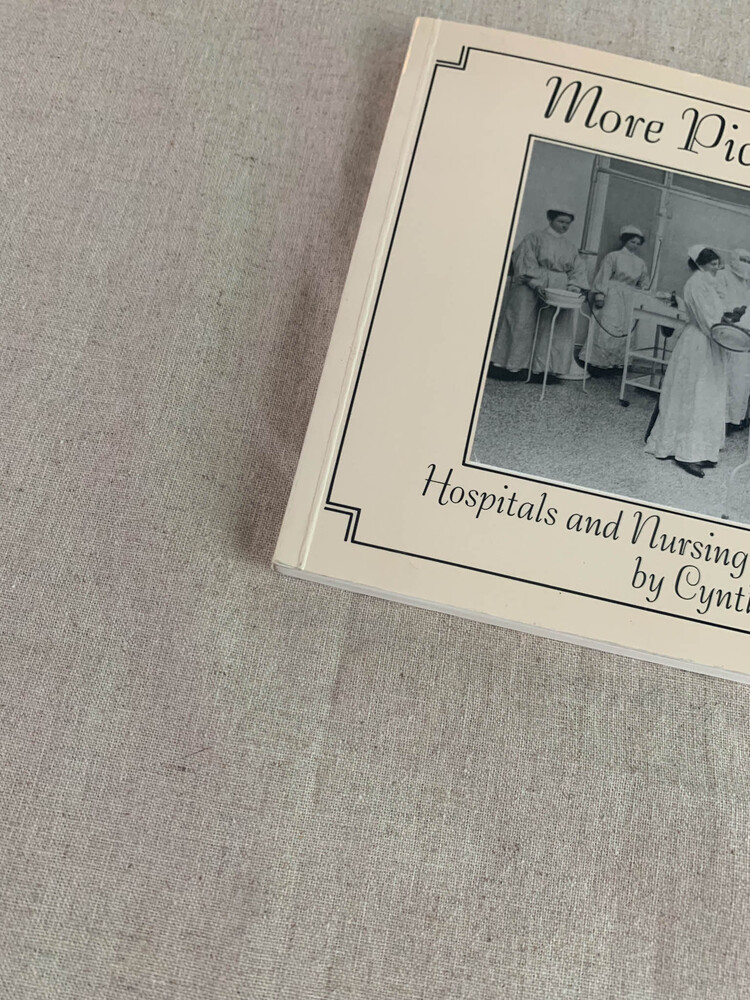 More Pic
Hospitals and Nursing
by Cynth